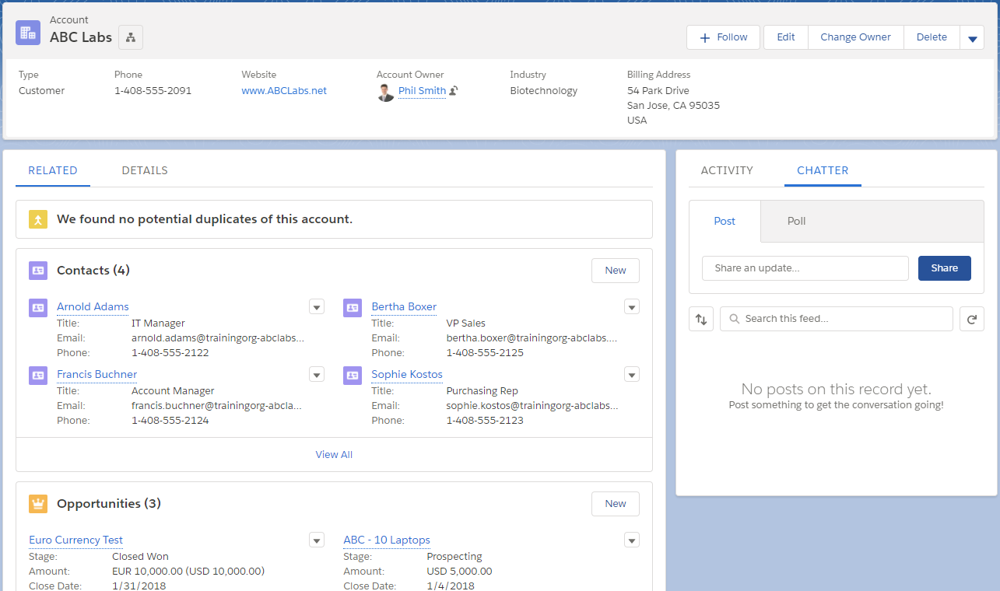 Account
ABC Labs
Follow
Edit
Change Owner
Delete
Type
Customer
Phone
1-408-555-2091
Website
www.ABCLabs.net
Account Owner
Phil Smith
Industry
Biotechnology
Billing Address
54 Park Drive
San Jose, CA 95035
USA
RELATED
DETAILS
We found no potential duplicates of this account.
Contacts (4)
New
Arnold Adams
Title: IT Manager
Email: arnold.adams@trainingorg-abclabs...
Phone: 1-408-555-2122
Bertha Boxer
Title: VP Sales
Email: bertha.boxer@trainingorg-abclabs....
Phone: 1-408-555-2125
Francis Buchner
Title: Account Manager
Email: francis.buchner@trainingorg-abcla...
Phone: 1-408-555-2124
Sophie Kostos
Title: Purchasing Rep
Email: sophie.kostos@trainingorg-abclabs...
Phone: 1-408-555-2123
View All
Opportunities (3)
New
Euro Currency Test
Stage: Closed Won
Amount: EUR 10,000.00 (USD 10,000.00)
Close Date: 1/31/2018
ABC - 10 Laptops
Stage: Prospecting
Amount: USD 5,000.00
Close Date: 1/4/2018
ACTIVITY
CHATTER
Post
Poll
Share an update...
Share
Search this feed...
No posts on this record yet.
Post something to get the conversation going!